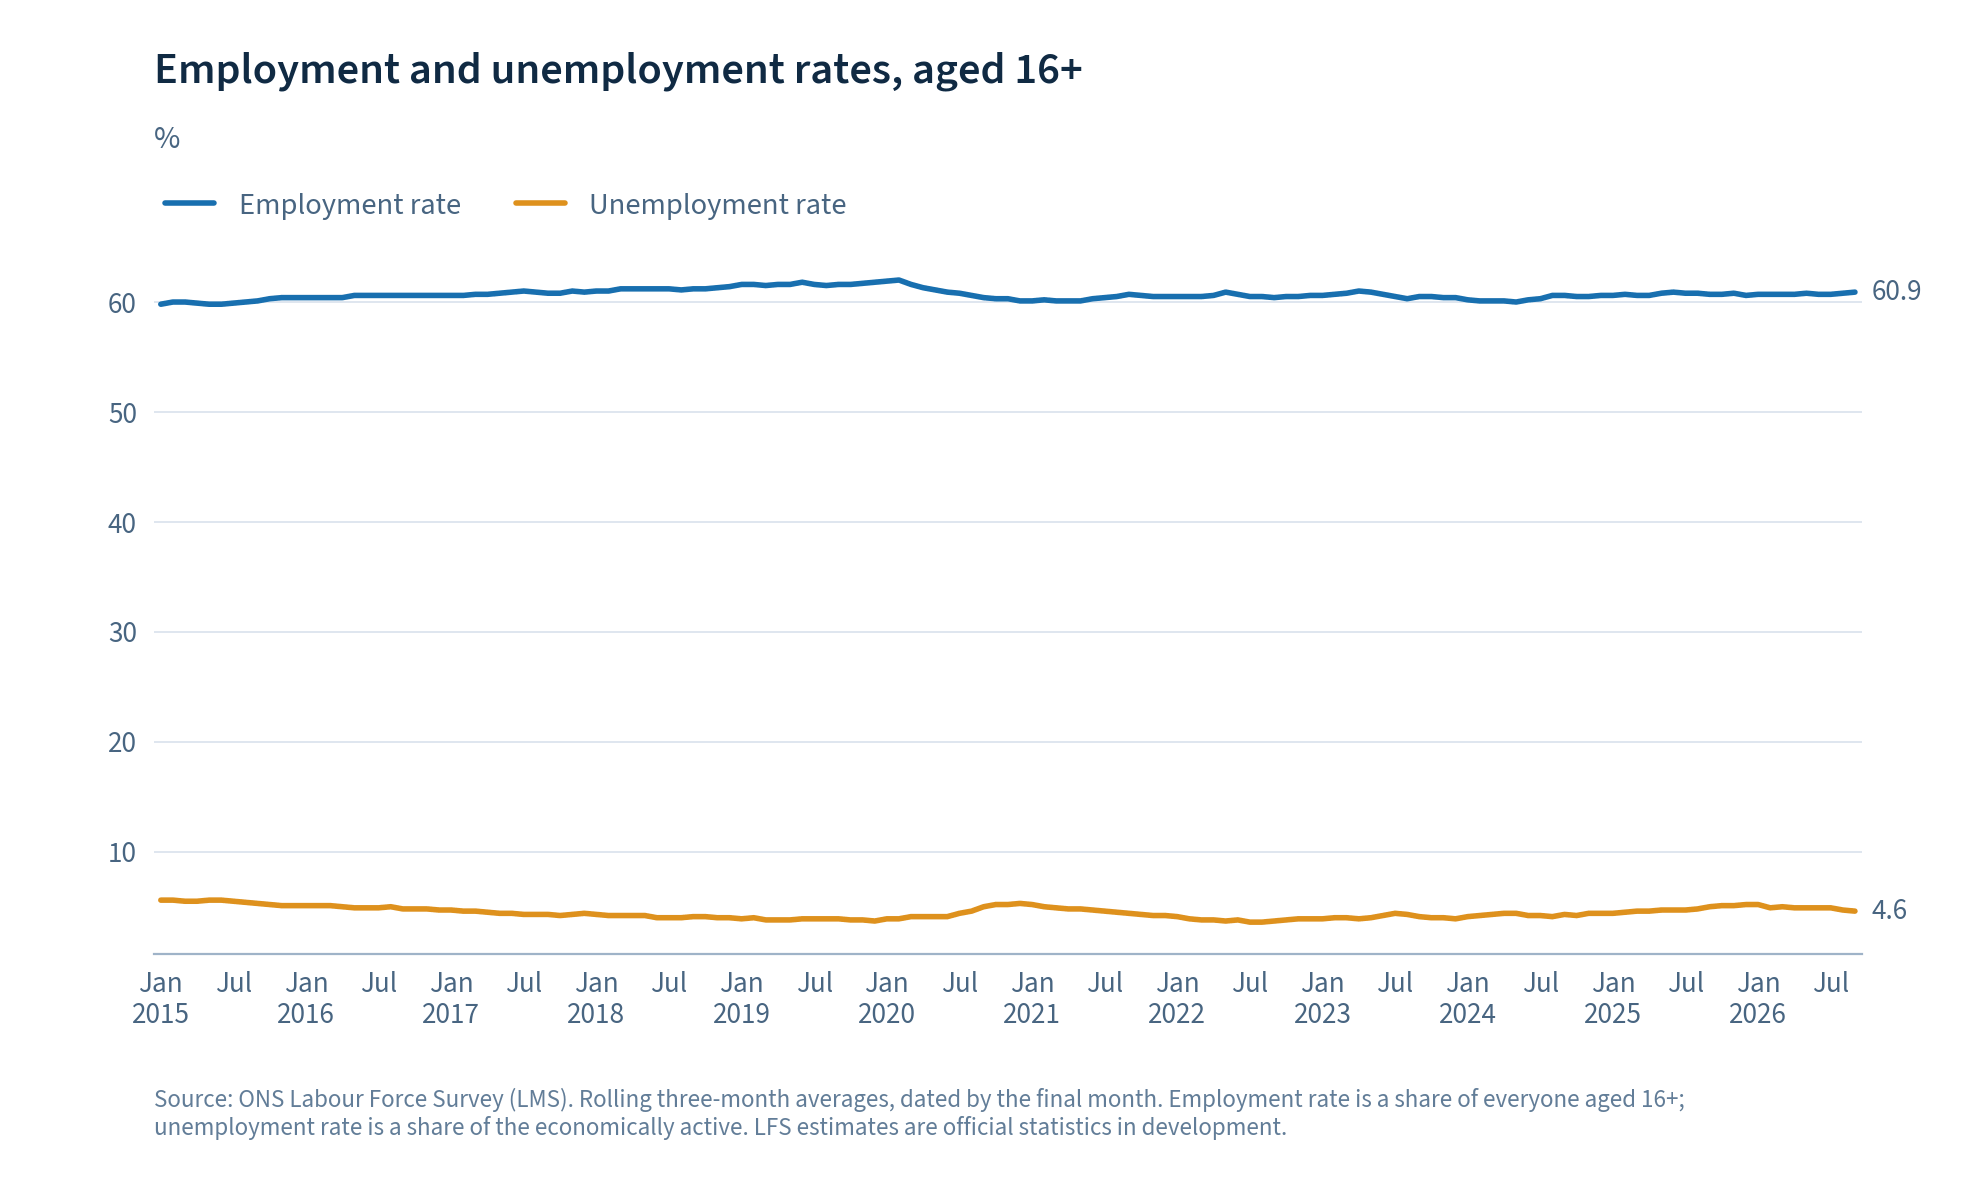 Employment and unemployment rates, aged 16+
%
Employment rate Unemployment rate
60.9
60
50
40
30
20
10
4.6
Jan Jul Jan Jul Jan Jul Jan Jul Jan Jul Jan Jul Jan Jul Jan Jul Jan Jul Jan Jul Jan Jul Jan Jul
2015 2016 2017 2018 2019 2020 2021 2022 2023 2024 2025 2026
Source: ONS Labour Force Survey (LMS). Rolling three-month averages, dated by the final month. Employment rate is a share of everyone aged 16+;
unemployment rate is a share of the economically active. LFS estimates are official statistics in development.